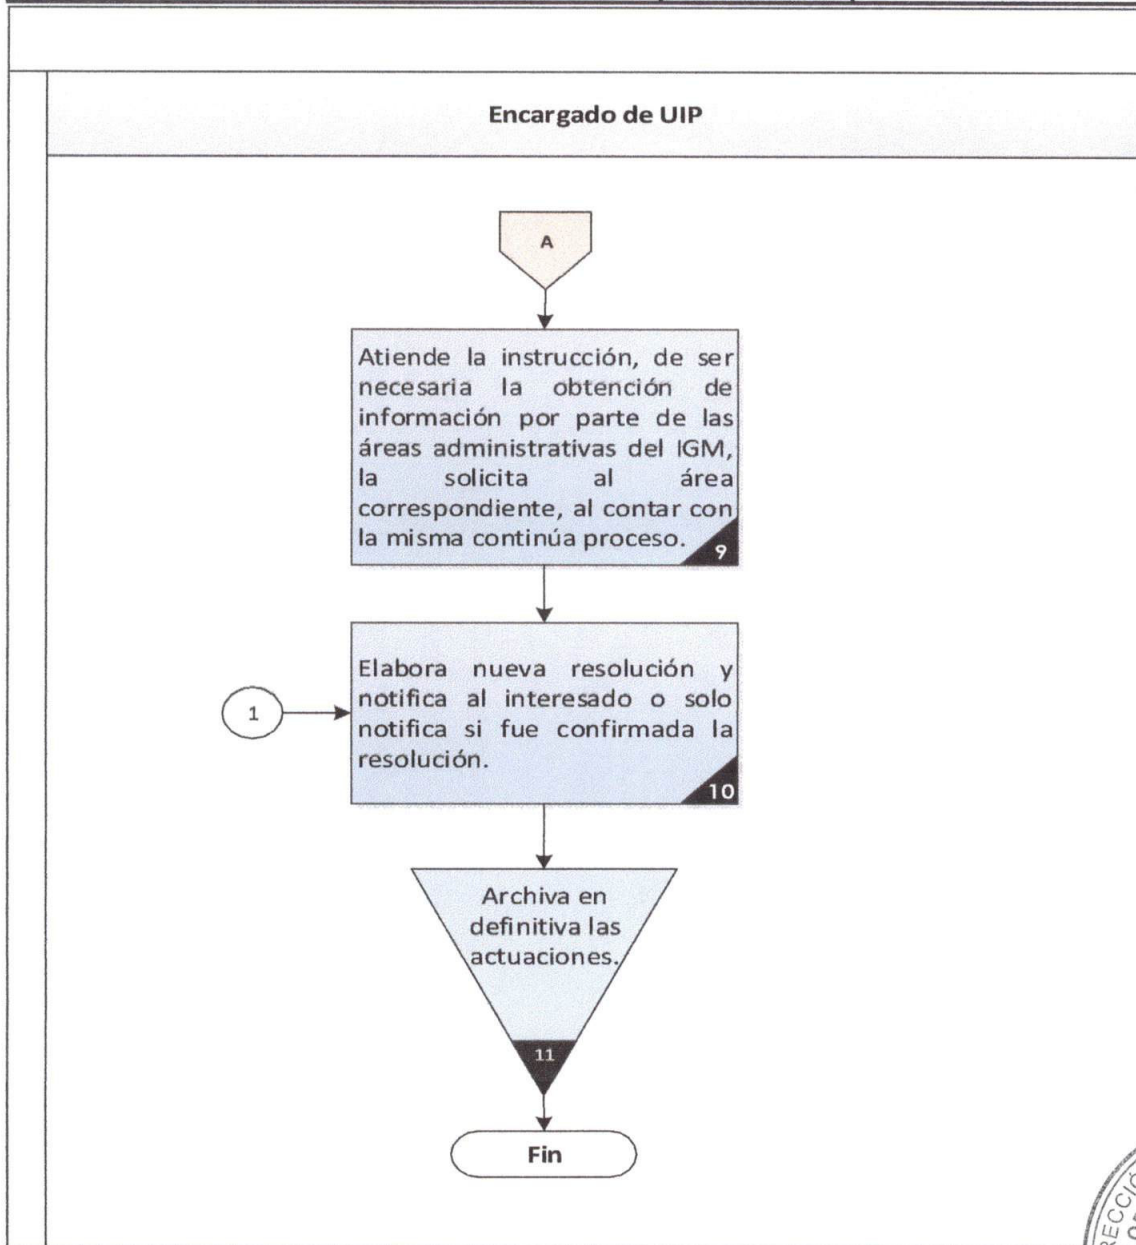 Encargado de UIP
A
Atiende la instrucción, de ser
necesaria la obtención de
información por parte de las
áreas administrativas del IGM,
la solicita al área
correspondiente, al contar con
la misma continúa proceso.
9
Elabora nueva resolución y
notifica al interesado o solo
notifica si fue confirmada la
resolución.
10
1
Archiva en
definitiva las
actuaciones.
11
Fin